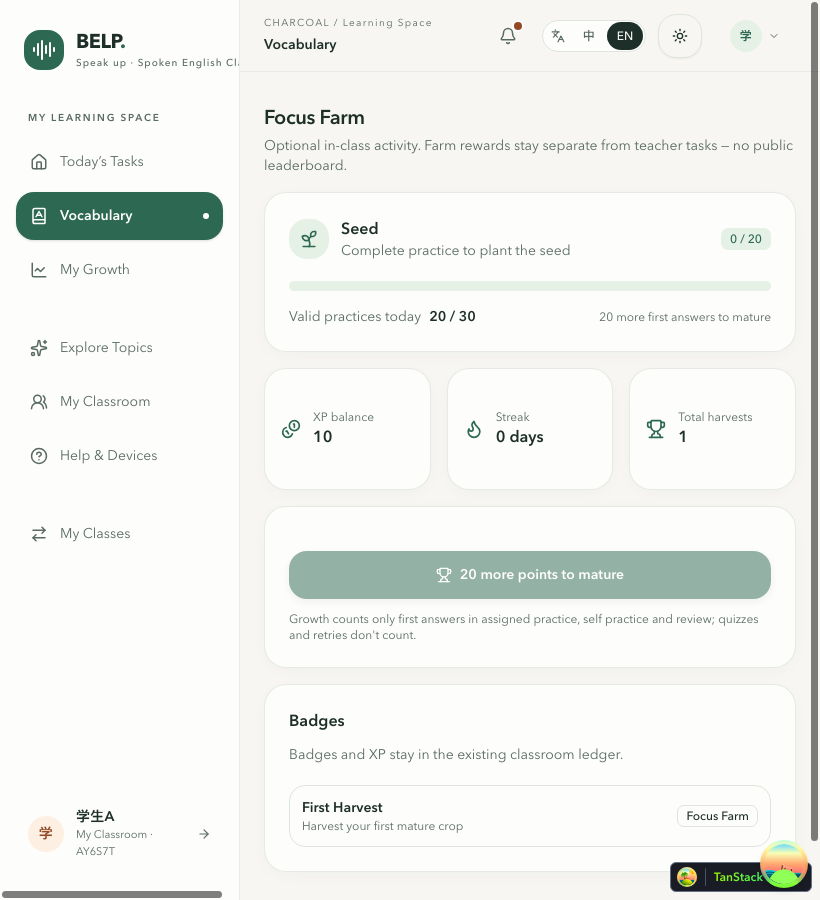 BELP.
Speak up · Spoken English Cl
MY LEARNING SPACE
Today's Tasks
Vocabulary
My Growth
Explore Topics
My Classroom
Help & Devices
My Classes
学
学生A
My Classroom ·
AY6S7T
CHARCOAL / Learning Space
Vocabulary
中
EN
学
Focus Farm
Optional in-class activity. Farm rewards stay separate from teacher tasks — no public
leaderboard.
Seed
Complete practice to plant the seed
0 / 20
Valid practices today 20 / 30
20 more first answers to mature
XP balance
10
Streak
0 days
Total harvests
1
20 more points to mature
Growth counts only first answers in assigned practice, self practice and review; quizzes
and retries don't count.
Badges
Badges and XP stay in the existing classroom ledger.
First Harvest
Harvest your first mature crop
Focus Farm
TanStack